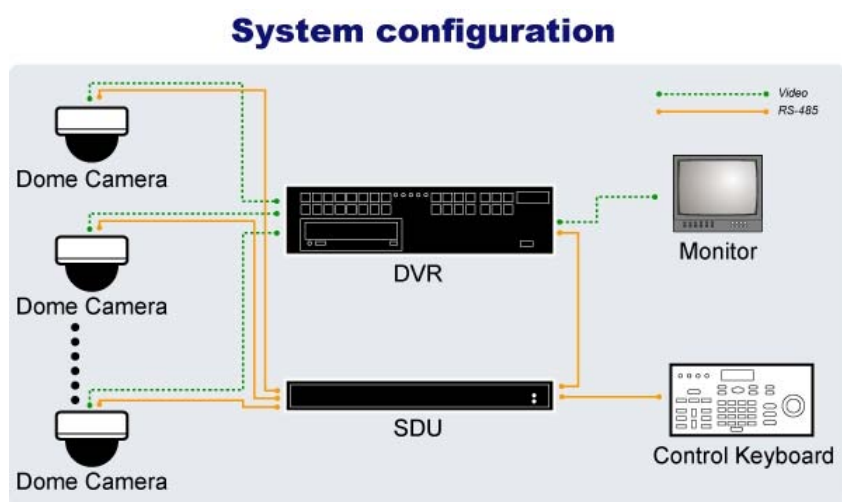 System configuration
Video
RS-485
Dome Camera
DVR
Monitor
Dome Camera
SDU
Control Keyboard
Dome Camera